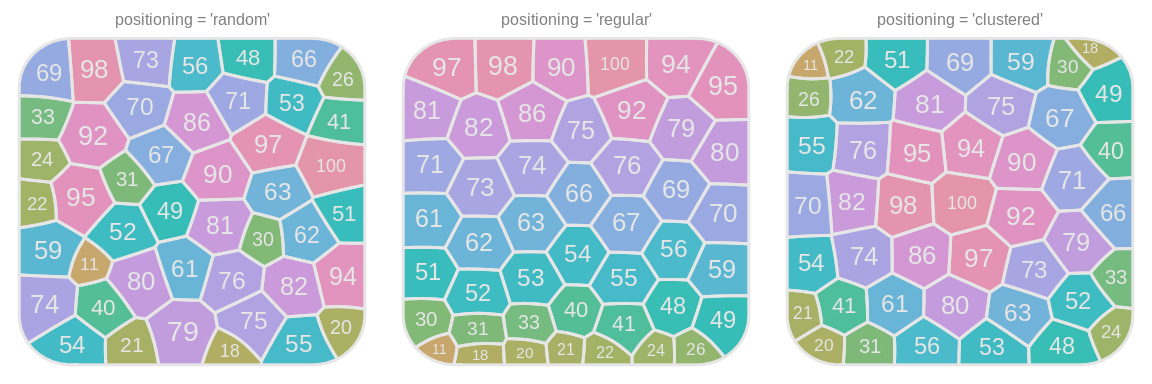 positioning = 'random'
69 98 73 56 48 66 26
33 92 70 86 71 53 41
24 31 67 90 97 100
22 95 49 81 63 51
59 52 30 62
11 80 61 76 82 94
74 40 79 75 20
54 21 18 55
positioning = 'regular'
97 98 90 100 94 95
81 82 86 75 92 79 80
71 73 74 66 76 69 70
61 62 63 54 67 56 59
51 52 53 40 55 48 49
30 31 33 41
11 18 20 21 22 24 26
positioning = 'clustered'
11 22 51 69 59 30 18
26 62 81 75 67 49
55 76 95 94 90 71 40
70 82 98 100 92 66
54 74 86 97 73 79 33
21 41 61 80 63 52 24
20 31 56 53 48